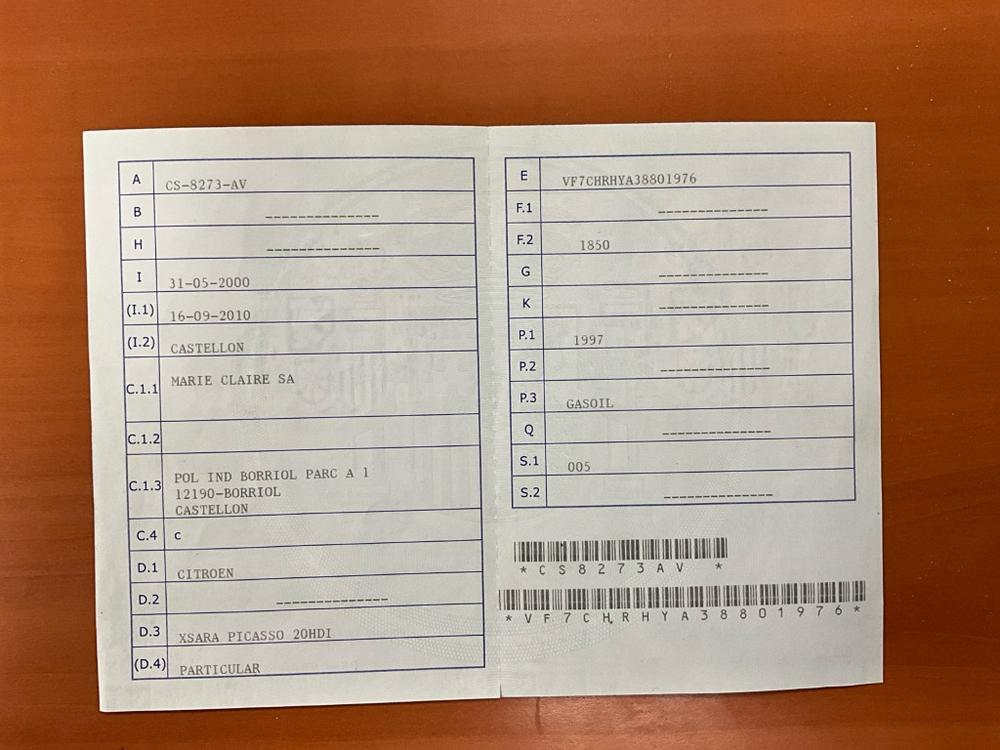 A CS-8273-AV
B --------------
H --------------
I 31-05-2000
(I.1) 16-09-2010
(I.2) CASTELLON
C.1.1 MARIE CLAIRE SA
C.1.2
C.1.3 POL IND BORRIOL PARC A 1
12190-BORRIOL
CASTELLON
C.4 c
D.1 CITROEN
D.2 --------------
D.3 XSARA PICASSO 20HDI
(D.4) PARTICULAR
E VF7CHRHYA38801976
F.1 --------------
F.2 1850
G --------------
K --------------
P.1 1997
P.2 --------------
P.3 GASOIL
Q --------------
S.1 005
S.2 --------------
*CS8273AV *
*VF7CHRHYA38801976*